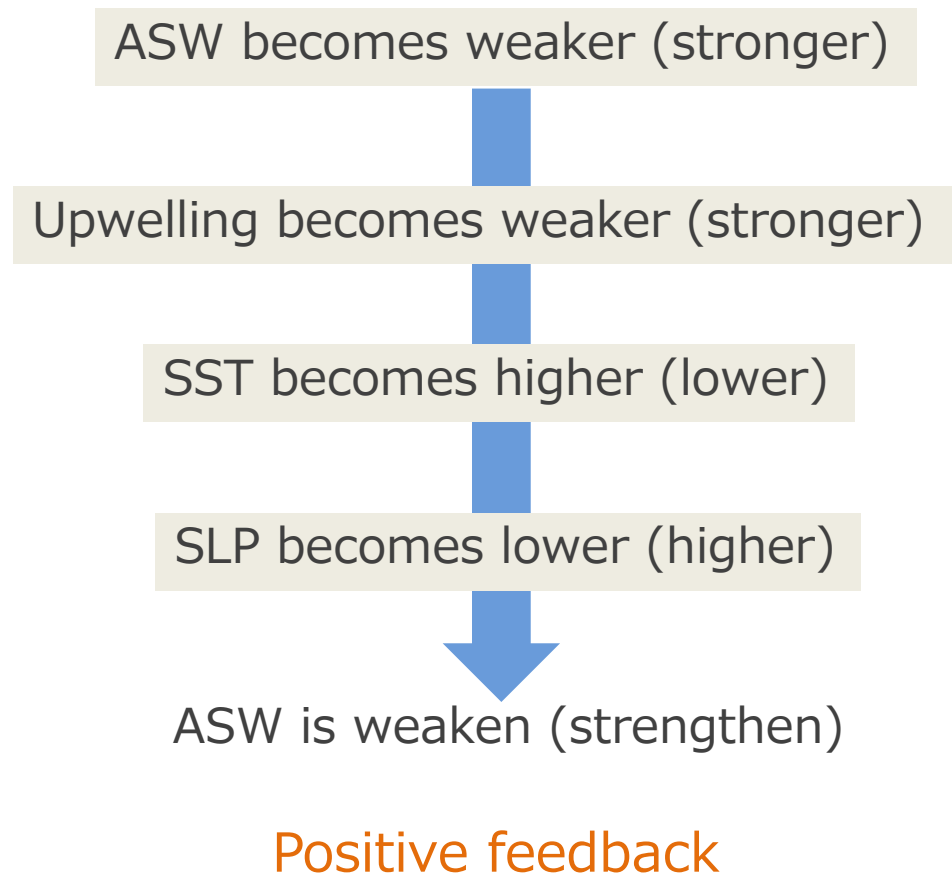 ASW becomes weaker (stronger)
Upwelling becomes weaker (stronger)
SST becomes higher (lower)
SLP becomes lower (higher)
ASW is weaken (strengthen)
Positive feedback